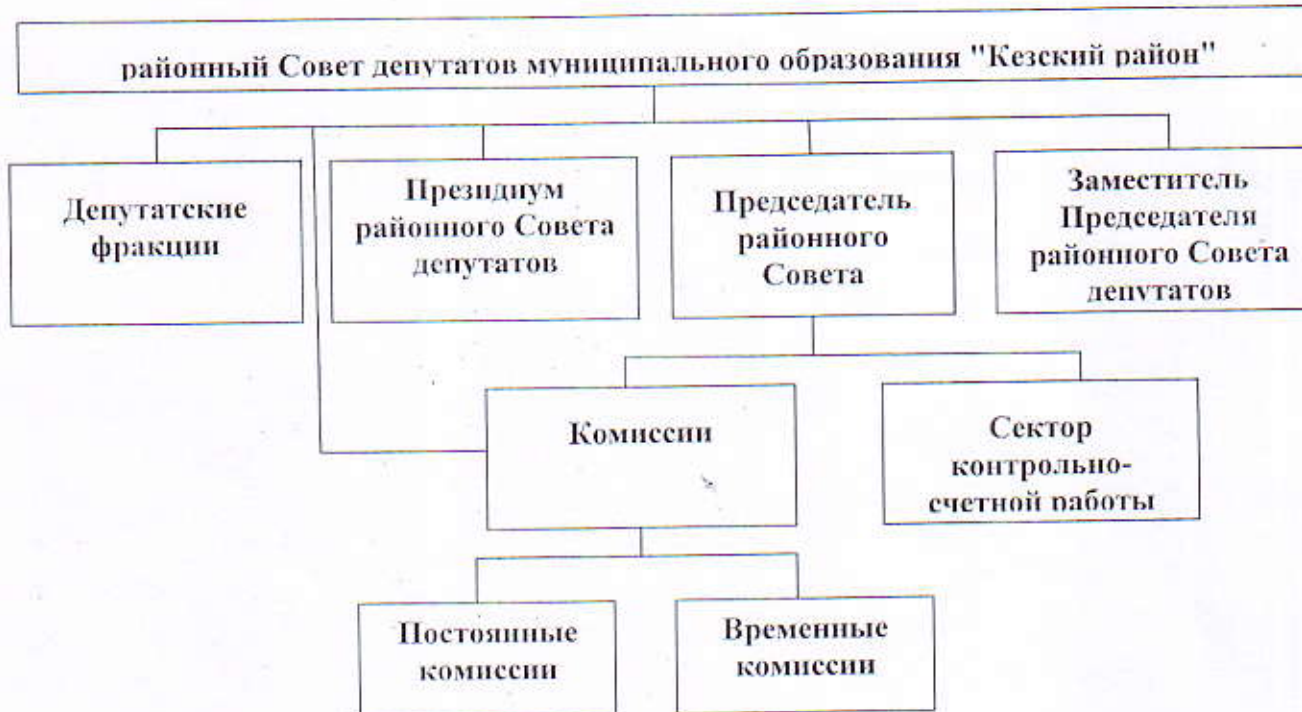 районный Совет депутатов муниципального образования "Кезский район"
Депутатские
фракции
Президиум
районного Совета
депутатов
Председатель
районного
Совета
Заместитель
Председателя
районного Совета
депутатов
Комиссии
Сектор
контрольно-
счетной работы
Постоянные
комиссии
Временные
комиссии